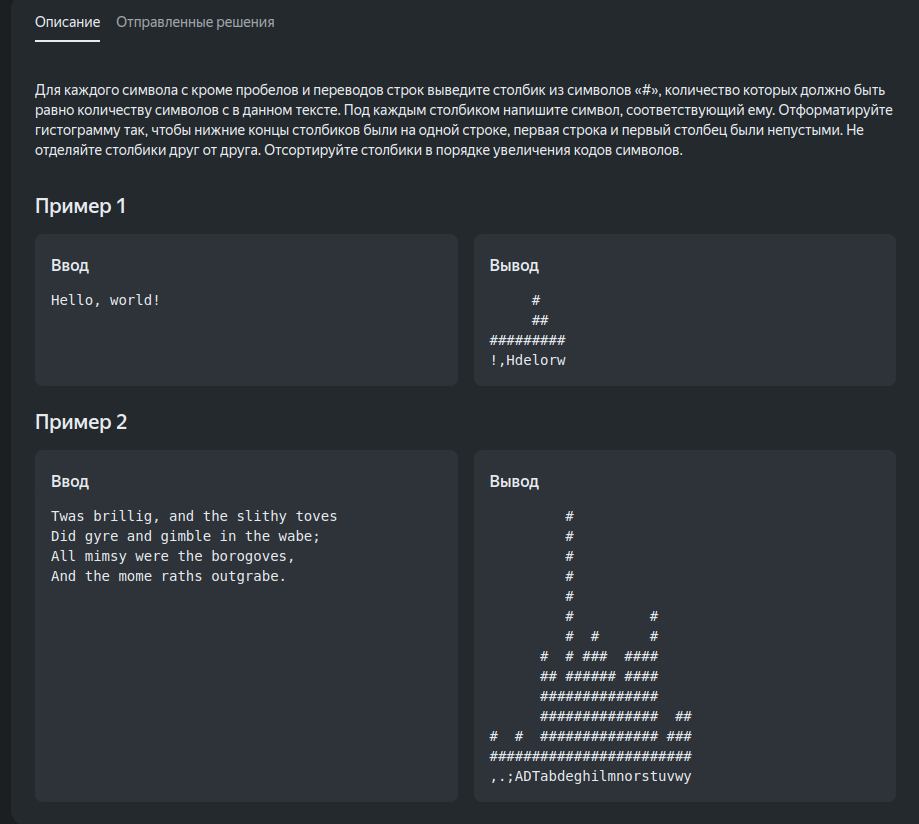 Описание Отправленные решения
Для каждого символа c кроме пробелов и переводов строк выведите столбик из символов «#», количество которых должно быть
равно количеству символов c в данном тексте. Под каждым столбиком напишите символ, соответствующий ему. Отформатируйте
гистограмму так, чтобы нижние концы столбиков были на одной строке, первая строка и первый столбец были непустыми. Не
отделяйте столбики друг от друга. Отсортируйте столбики в порядке увеличения кодов символов.
Пример 1
Ввод
Hello, world!
Вывод
     #
     ##
#########
!,Hdelorw
Пример 2
Ввод
Twas brillig, and the slithy toves
Did gyre and gimble in the wabe;
All mimsy were the borogoves,
And the mome raths outgrabe.
Вывод
         #
         #
         #
         #
         #
         #         #
         #  #      #
      #  # ###  ####
      ## ###### ####
      ##############
      ##############  ##
#  #  ############## ###
########################
,.;ADTabdeghilmnorstuvwy